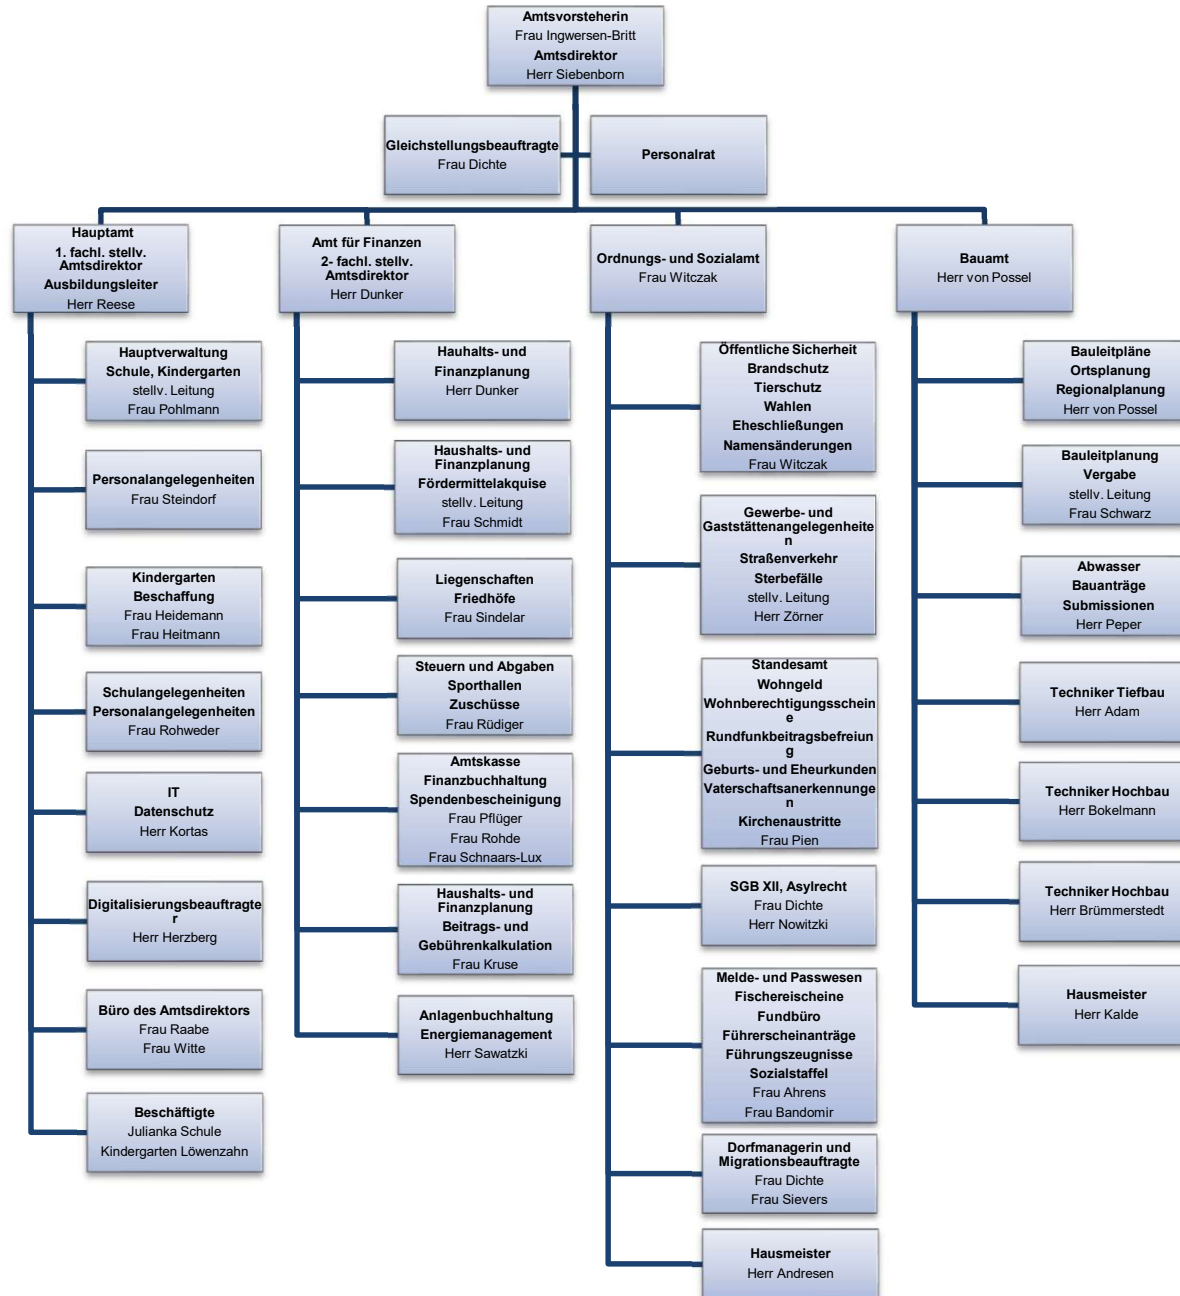 Amtsvorsteherin
Frau Ingwersen-Britt
Amtsdirektor
Herr Siebenborn
Gleichstellungsbeauftragte
Frau Dichte
Personalrat
Hauptamt
1. fachl. stellv.
Amtsdirektor
Ausbildungsleiter
Herr Reese
Hauptverwaltung
Schule, Kindergarten
stellv. Leitung
Frau Pohlmann
Personalangelegenheiten
Frau Steindorf
Kindergarten
Beschaffung
Frau Heidemann
Frau Heitmann
Schulangelegenheiten
Personalangelegenheiten
Frau Rohweder
IT
Datenschutz
Herr Kortas
Digitalisierungsbeauftragte
r
Herr Herzberg
Büro des Amtsdirektors
Frau Raabe
Frau Witte
Beschäftigte
Julianka Schule
Kindergarten Löwenzahn
Amt für Finanzen
2- fachl. stellv.
Amtsdirektor
Herr Dunker
Hauhalts- und
Finanzplanung
Herr Dunker
Haushalts- und
Finanzplanung
Fördermittelakquise
stellv. Leitung
Frau Schmidt
Liegenschaften
Friedhöfe
Frau Sindelar
Steuern und Abgaben
Sporthallen
Zuschüsse
Frau Rüdiger
Amtskasse
Finanzbuchhaltung
Spendenbescheinigung
Frau Pflüger
Frau Rohde
Frau Schnaars-Lux
Haushalts- und
Finanzplanung
Beitrags- und
Gebührenkalkulation
Frau Kruse
Anlagenbuchhaltung
Energiemanagement
Herr Sawatzki
Ordnungs- und Sozialamt
Frau Witczak
Öffentliche Sicherheit
Brandschutz
Tierschutz
Wahlen
Eheschließungen
Namensänderungen
Frau Witczak
Gewerbe- und
Gaststättenangelegenheite
n
Straßenverkehr
Sterbefälle
stellv. Leitung
Herr Zörner
Standesamt
Wohngeld
Wohnberechtigungsschein
e
Rundfunkbeitragsbefreiun
g
Geburts- und Eheurkunden
Vaterschaftsanerkennunge
n
Kirchenaustritte
Frau Pien
SGB XII, Asylrecht
Frau Dichte
Herr Nowitzki
Melde- und Passwesen
Fischereischeine
Fundbüro
Führerscheinanträge
Führungszeugnisse
Sozialstaffel
Frau Ahrens
Frau Bandomir
Dorfmanagerin und
Migrationsbeauftragte
Frau Dichte
Frau Sievers
Hausmeister
Herr Andresen
Bauamt
Herr von Possel
Bauleitpläne
Ortsplanung
Regionalplanung
Herr von Possel
Bauleitplanung
Vergabe
stellv. Leitung
Frau Schwarz
Abwasser
Bauanträge
Submissionen
Herr Peper
Techniker Tiefbau
Herr Adam
Techniker Hochbau
Herr Bokelmann
Techniker Hochbau
Herr Brümmerstedt
Hausmeister
Herr Kalde